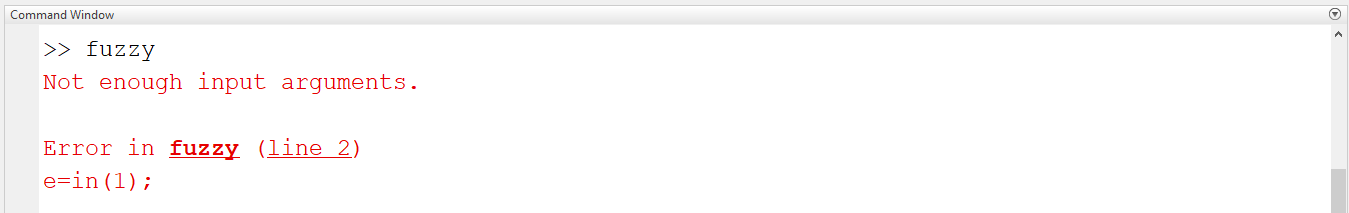 Command Window
>> fuzzy
Not enough input arguments.
Error in fuzzy (line 2)
e=in(1);